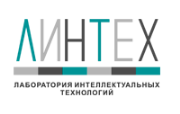 ЛИНТЕХ
ЛАБОРАТОРИЯ ИНТЕЛЛЕКТУАЛЬНЫХ
ТЕХНОЛОГИЙ